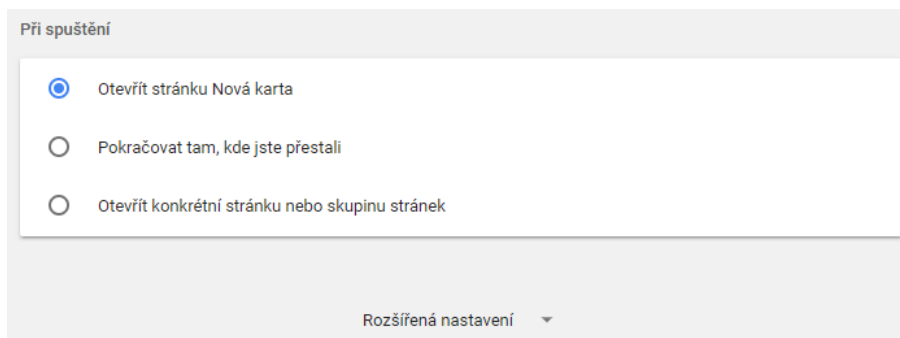 Při spuštění
Otevřít stránku Nová karta
Pokračovat tam, kde jste přestali
Otevřít konkrétní stránku nebo skupinu stránek
Rozšířená nastavení